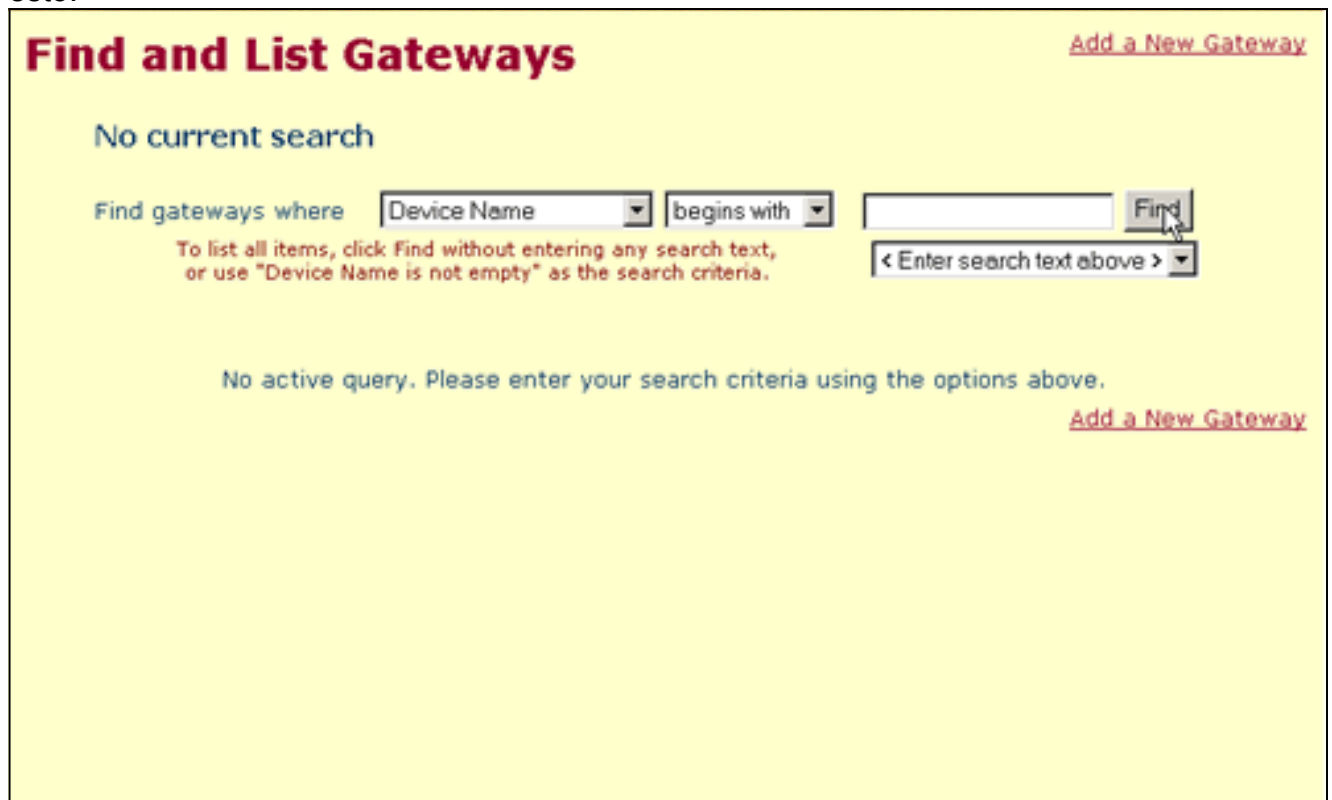 Find and List Gateways
Add a New Gateway
No current search
Find gateways where Device Name begins with Find
To list all items, click Find without entering any search text,
or use "Device Name is not empty" as the search criteria.
< Enter search text above >
No active query. Please enter your search criteria using the options above.
Add a New Gateway